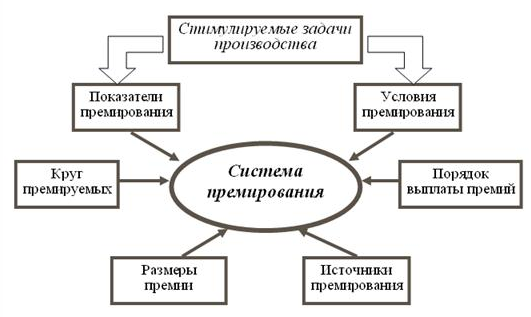 Стимулируемые задачи
производства
Показатели
премирования
Условия
премирования
Круг
премируемых
Система
премирования
Порядок
выплаты премий
Размеры
премии
Источники
премирования